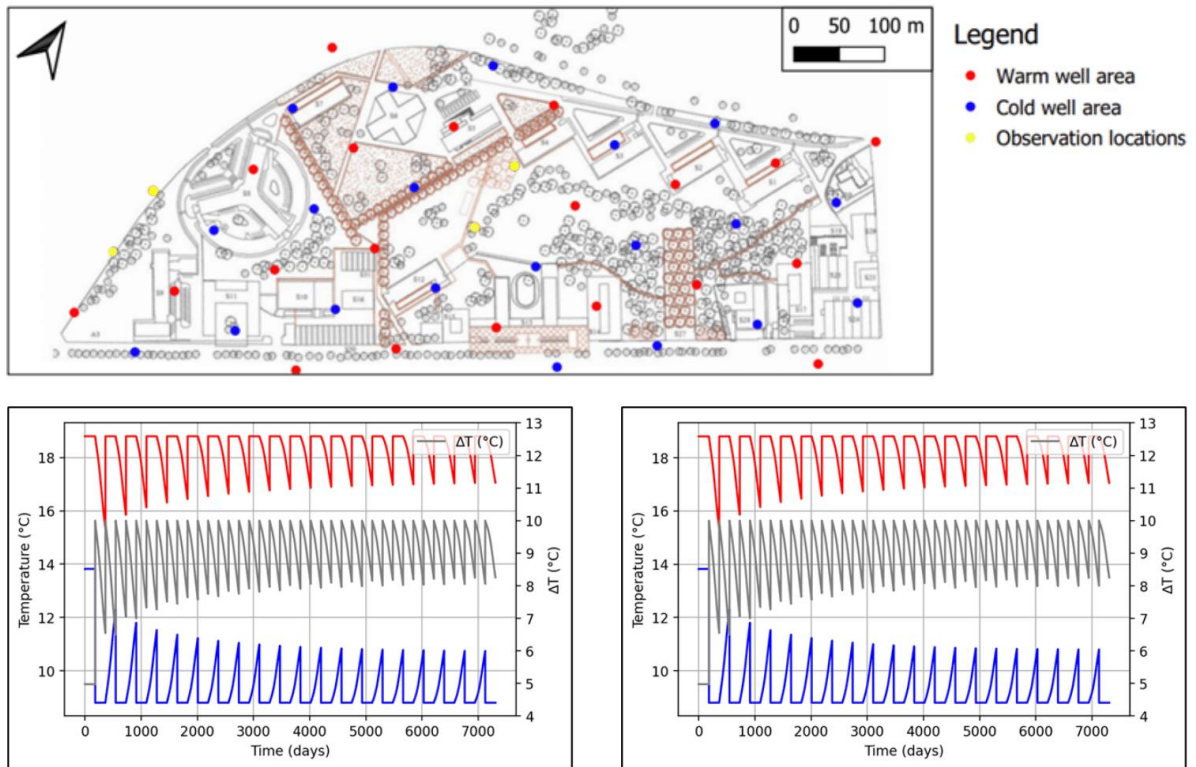 0 50 100 m
Legend
Warm well area
Cold well area
Observation locations
ΔT (°C)
Temperature (°C)
18
16
14
12
10
13
12
11
10
9
8
7
6
5
4
ΔT (°C)
0 1000 2000 3000 4000 5000 6000 7000
Time (days)
ΔT (°C)
Temperature (°C)
18
16
14
12
10
13
12
11
10
9
8
7
6
5
4
ΔT (°C)
0 1000 2000 3000 4000 5000 6000 7000
Time (days)